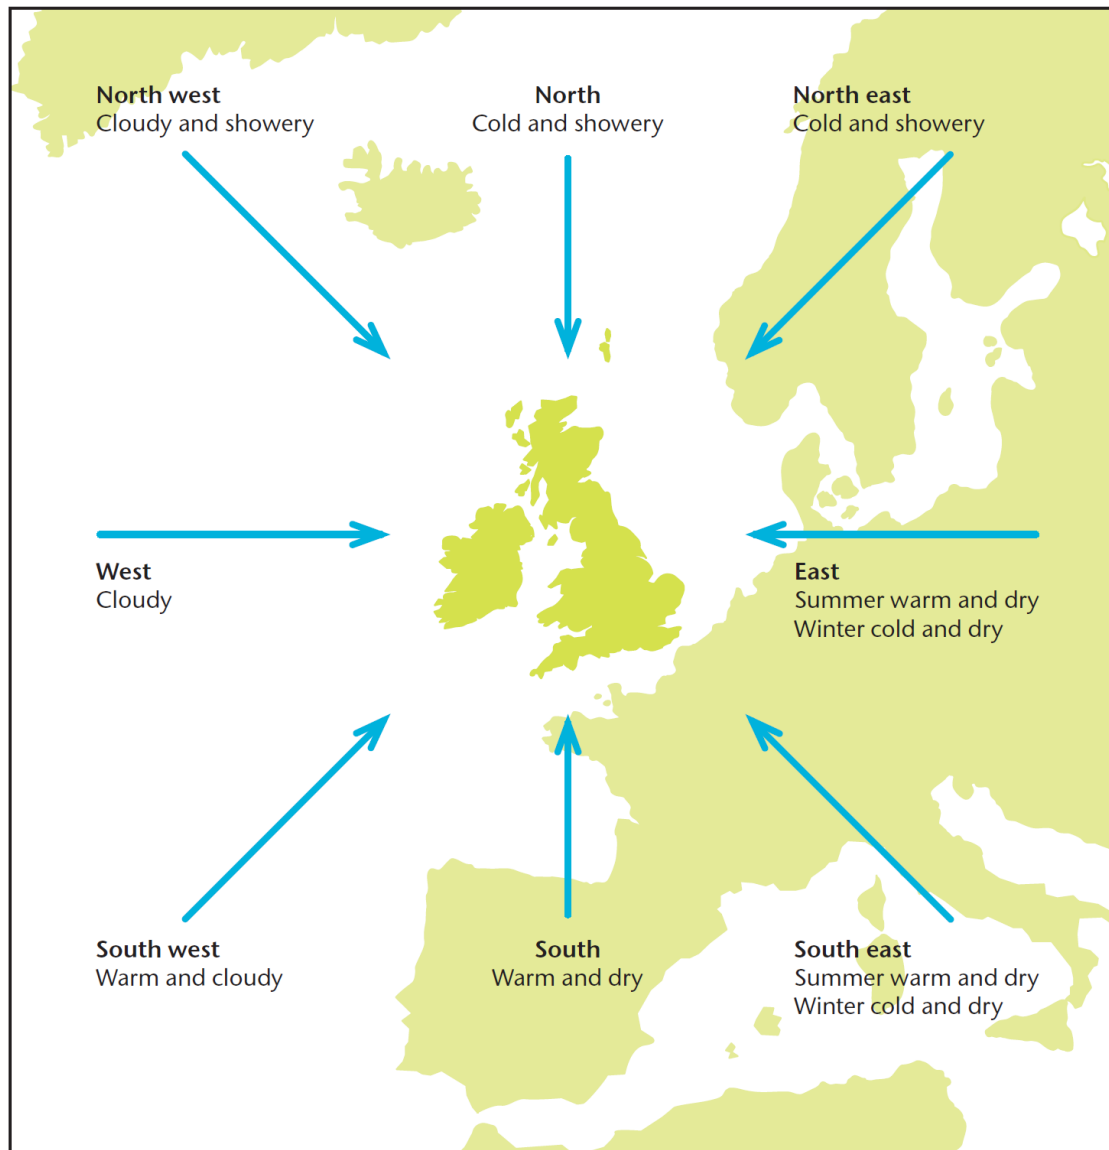 North west
Cloudy and showery
North
Cold and showery
North east
Cold and showery
West
Cloudy
East
Summer warm and dry
Winter cold and dry
South west
Warm and cloudy
South
Warm and dry
South east
Summer warm and dry
Winter cold and dry